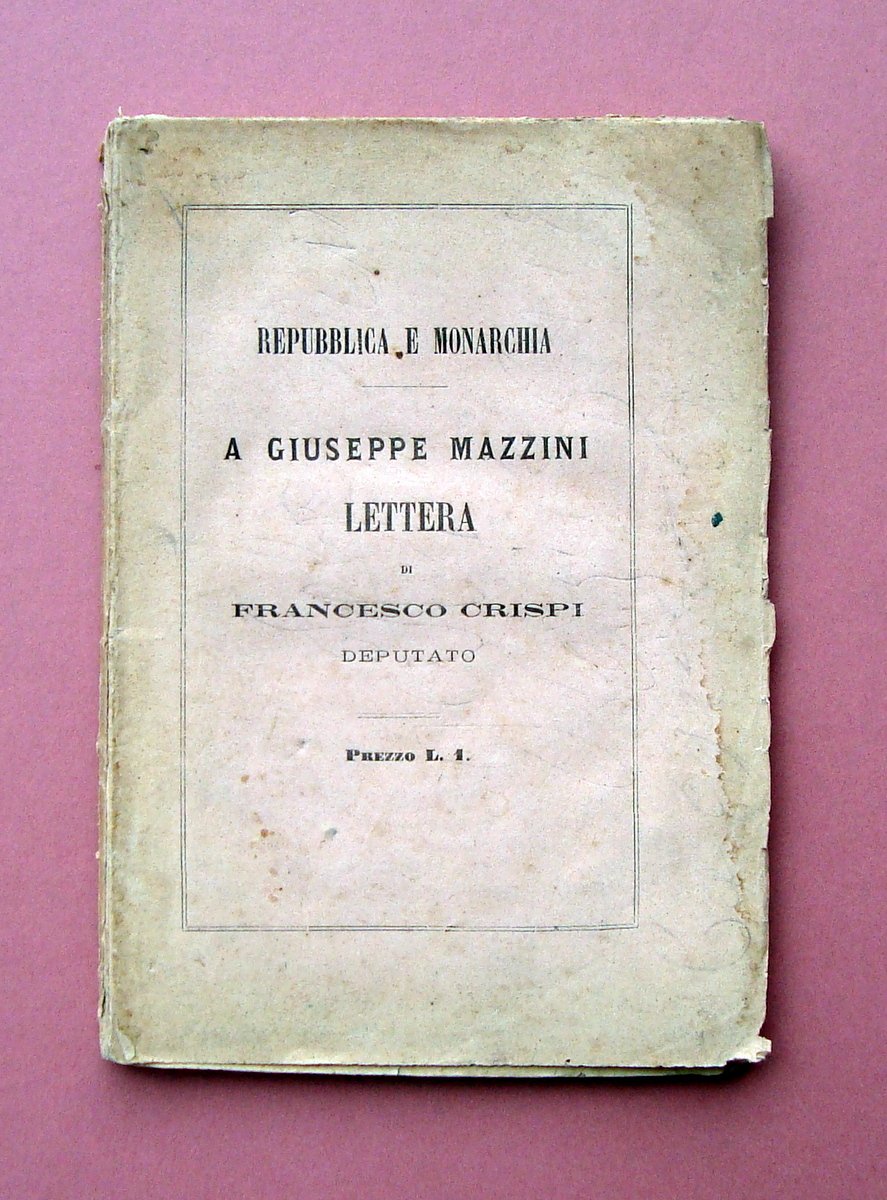 REPUBBLICA E MONARCHIA
A GIUSEPPE MAZZINI
LETTERA
DI
FRANCESCO CRISPI
DEPUTATO
PREZZO L. 1.